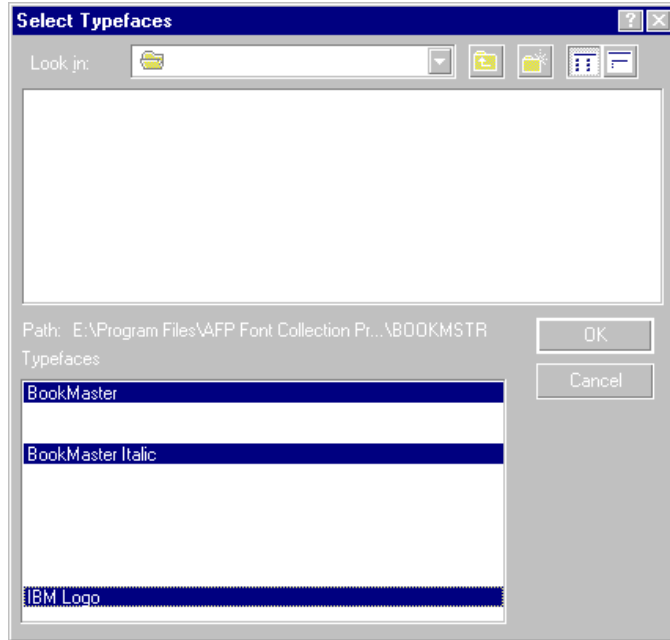 Select Typefaces
Look in:
Path: E:\Program Files\AFP Font Collection Pr...\BOOKMSTR
OK
Typefaces
Cancel
BookMaster
BookMaster Italic
IBM Logo